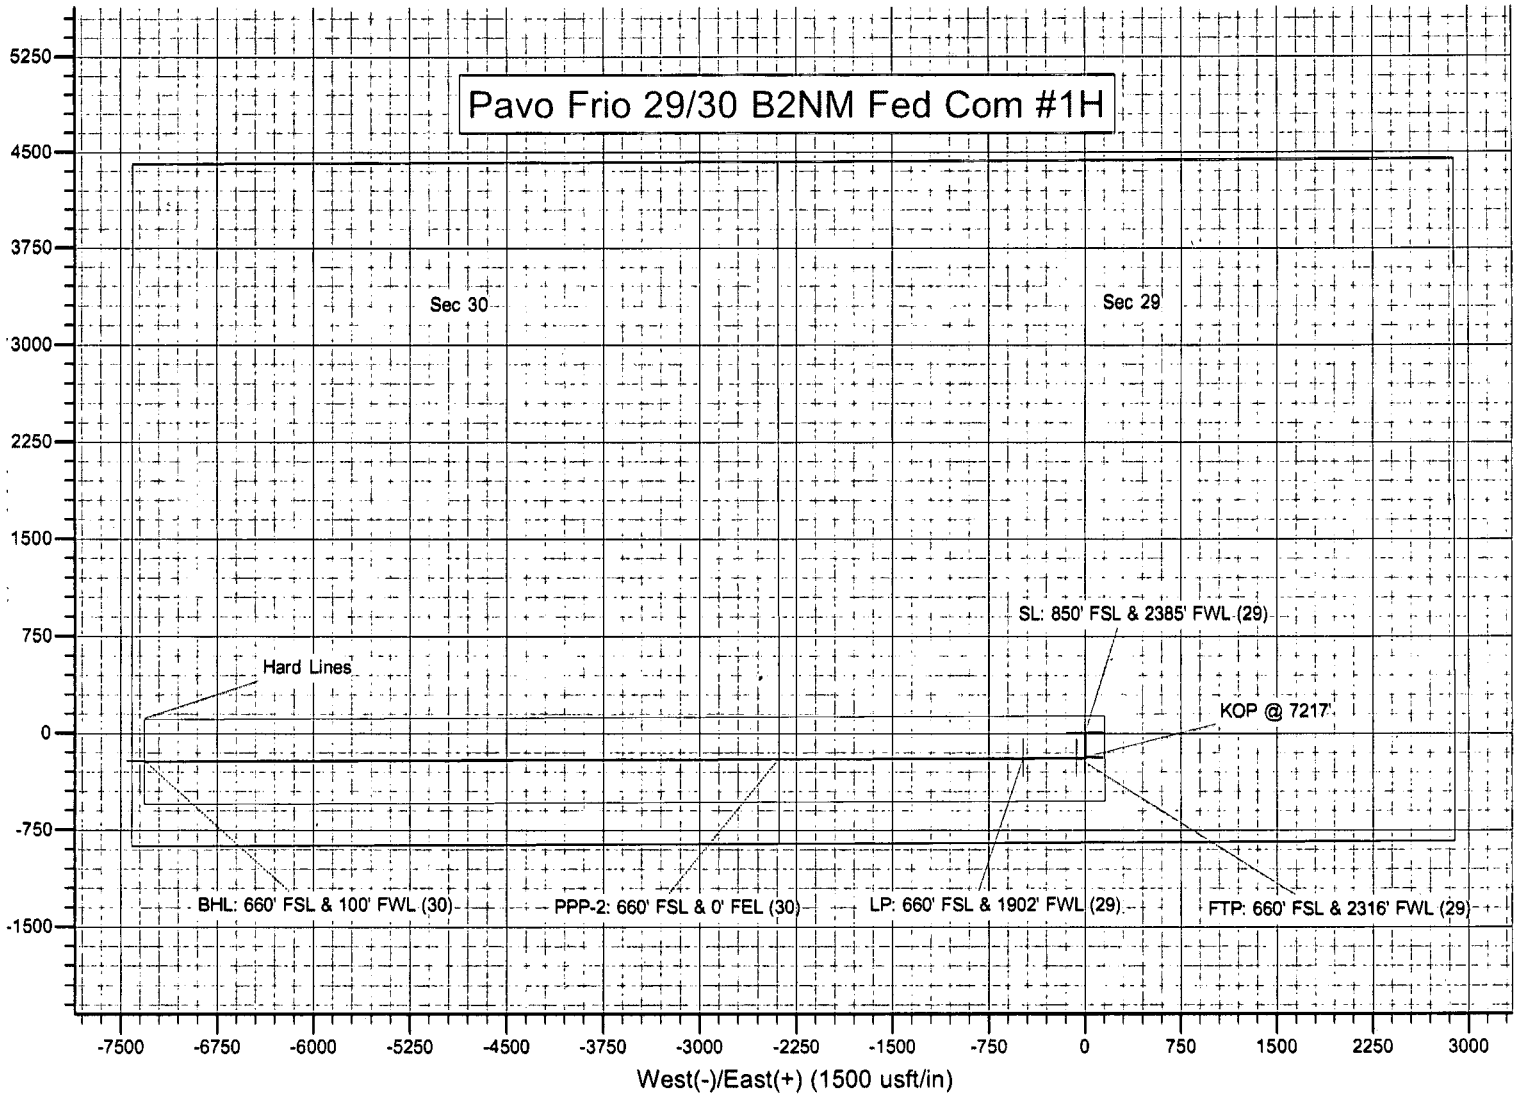 Pavo Frio 29/30 B2NM Fed Com #1H
5250
4500
3750
3000
2250
1500
750
0
-750
-1500
Sec 30
Sec 29
SL: 850' FSL & 2385' FWL (29)
Hard Lines
KOP @ 7217'
BHL: 660' FSL & 100' FWL (30)
PPP-2: 660' FSL & 0' FEL (30)
LP: 660' FSL & 1902' FWL (29)
FTP: 660' FSL & 2316' FWL (29)
-7500 -6750 -6000 -5250 -4500 -3750 -3000 -2250 -1500 -750 0 750 1500 2250 3000
West(-)/East(+) (1500 usft/in)